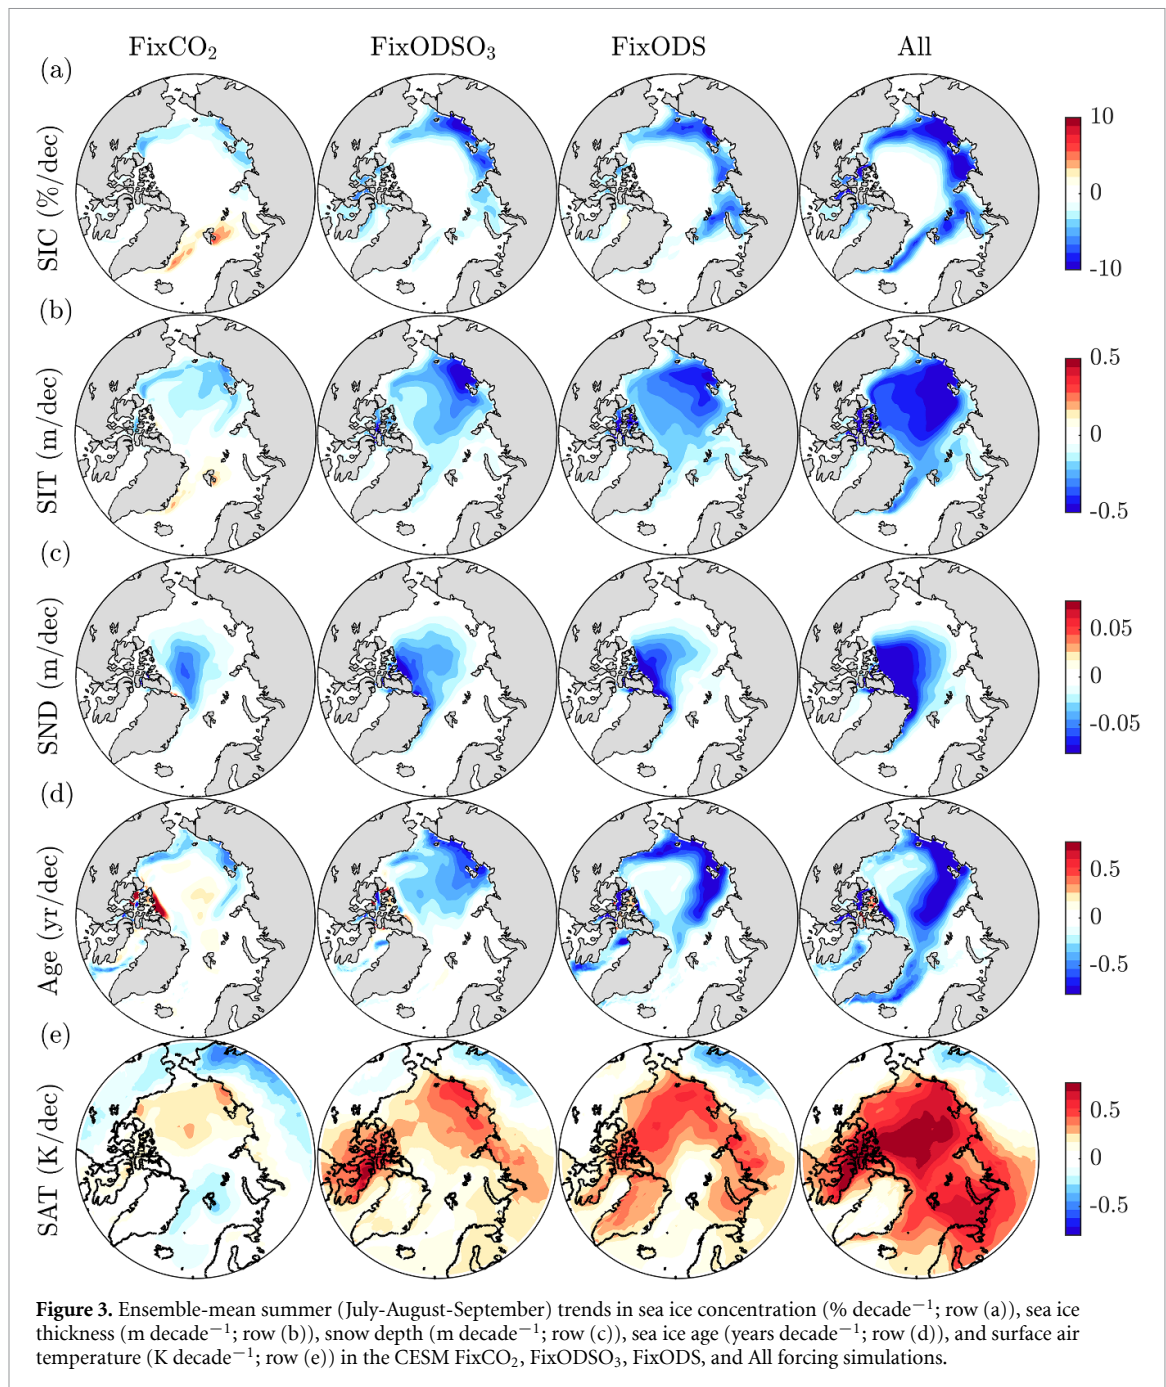 FixCO₂ FixODSO₃ FixODS All
(a)
SIC (%/dec)
10
0
-10
(b)
SIT (m/dec)
0.5
0
-0.5
(c)
SND (m/dec)
0.05
0
-0.05
(d)
Age (yr/dec)
0.5
0
-0.5
(e)
SAT (K/dec)
0.5
0
-0.5
Figure 3. Ensemble-mean summer (July-August-September) trends in sea ice concentration (% decade⁻¹; row (a)), sea ice
thickness (m decade⁻¹; row (b)), snow depth (m decade⁻¹; row (c)), sea ice age (years decade⁻¹; row (d)), and surface air
temperature (K decade⁻¹; row (e)) in the CESM FixCO₂, FixODSO₃, FixODS, and All forcing simulations.